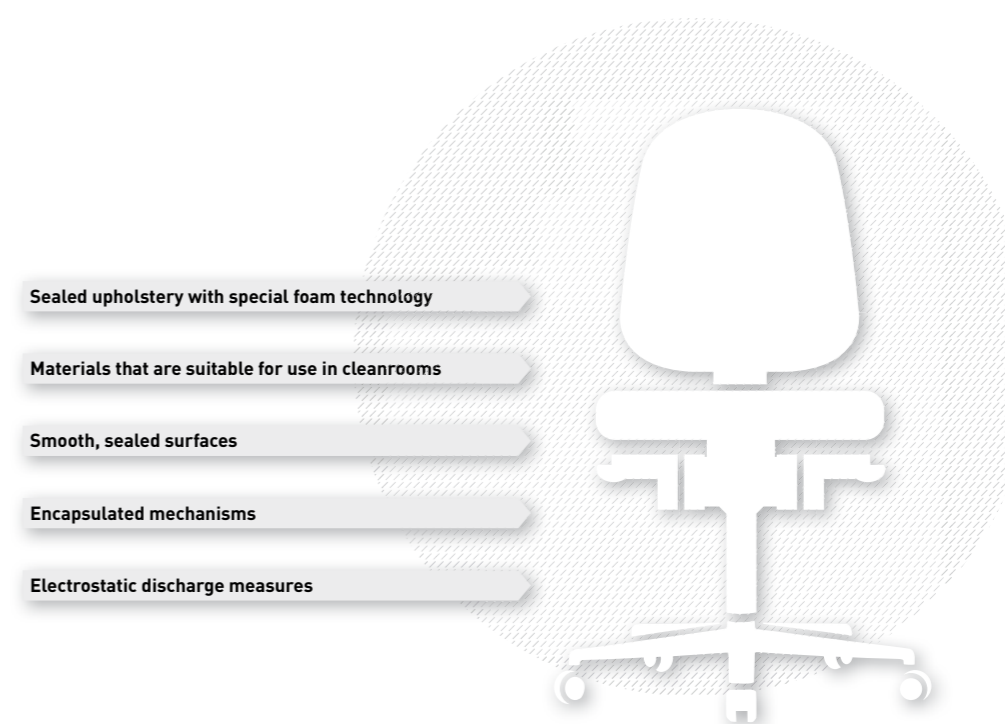 Sealed upholstery with special foam technology
Materials that are suitable for use in cleanrooms
Smooth, sealed surfaces
Encapsulated mechanisms
Electrostatic discharge measures